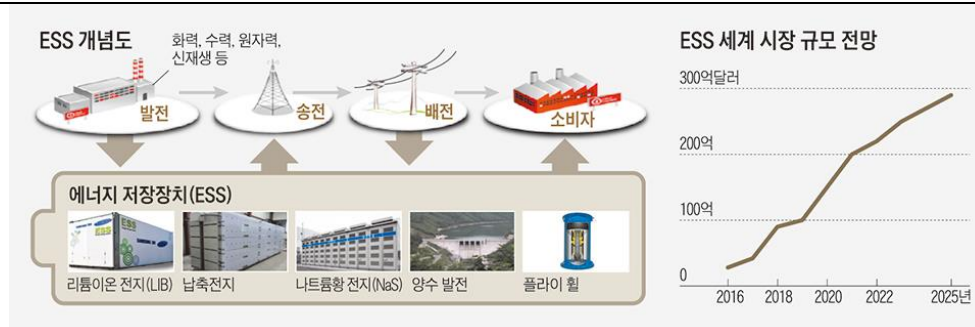 ESS 개념도
화력, 수력, 원자력,
신재생 등
발전
송전
배전
소비자
에너지 저장장치(ESS)
ESS
리튬이온 전지(LIB)
납축전지
나트륨황 전지(NaS)
양수 발전
플라이 휠
ESS 세계 시장 규모 전망
300억달러
200억
100억
0
2016
2018
2020
2022
2025년